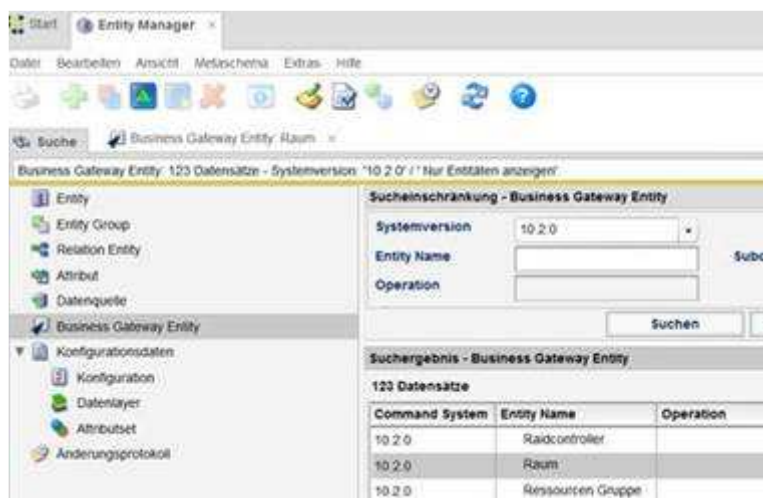 Start Entity Manager ×
Datei Bearbeiten Ansicht Metaschema Extras Hilfe
Suche Business Gateway Entity: Raum ×
Business Gateway Entity: 123 Datensätze - Systemversion: '10.2.0' / 'Nur Entitäten anzeigen'
Entity
Entity Group
Relation Entity
Attribut
Datenquelle
Business Gateway Entity
Konfigurationsdaten
Konfiguration
Datenlayer
Attributset
Änderungsprotokoll
Sucheinschränkung - Business Gateway Entity
Systemversion 10.2.0
Entity Name
Operation
Suchen
Suchergebnis - Business Gateway Entity
123 Datensätze
Command System Entity Name Operation
10.2.0 Raidcontroller
10.2.0 Raum
10.2.0 Ressourcen Gruppe